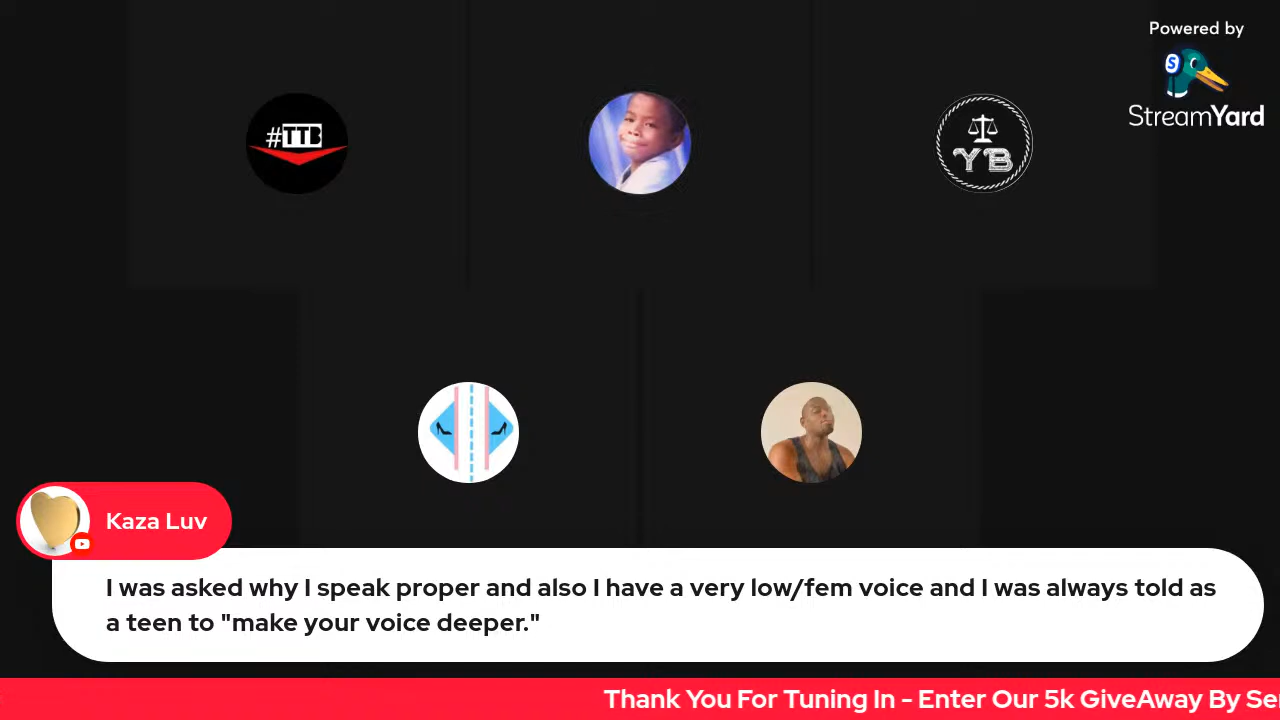 Powered by
S
StreamYard
#TTB
YB
Kaza Luv
I was asked why I speak proper and also I have a very low/fem voice and I was always told as
a teen to "make your voice deeper."
Thank You For Tuning In - Enter Our 5k GiveAway By Se